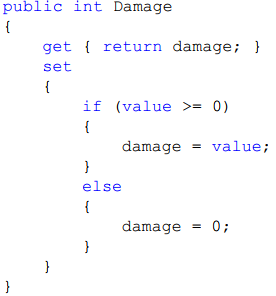 public int Damage
{
    get { return damage; }
    set
    {
        if (value >= 0)
        {
            damage = value;
        }
        else
        {
            damage = 0;
        }
    }
}